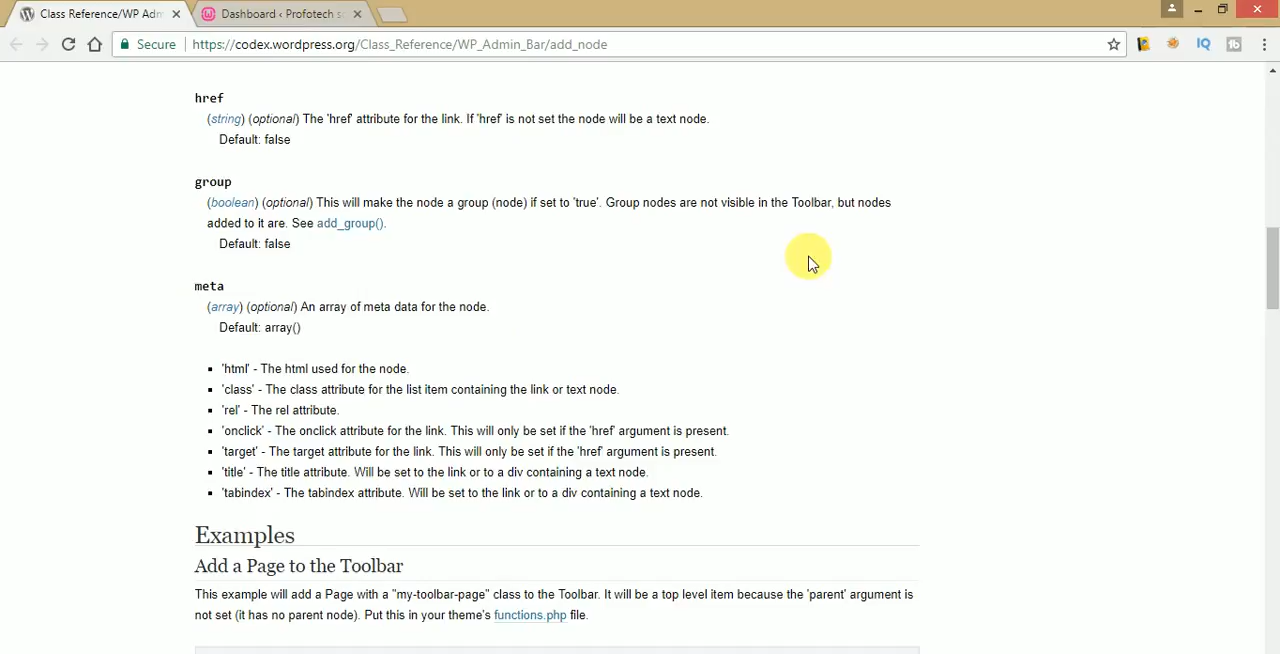 Class Reference/WP Adm
Dashboard ‹ Profotech so
Secure
https://codex.wordpress.org/Class_Reference/WP_Admin_Bar/add_node
IQ
href
(string) (optional) The 'href' attribute for the link. If 'href' is not set the node will be a text node.
Default: false
group
(boolean) (optional) This will make the node a group (node) if set to 'true'. Group nodes are not visible in the Toolbar, but nodes
added to it are. See add_group().
Default: false
meta
(array) (optional) An array of meta data for the node.
Default: array()
'html' - The html used for the node.
'class' - The class attribute for the list item containing the link or text node.
'rel' - The rel attribute.
'onclick' - The onclick attribute for the link. This will only be set if the 'href' argument is present.
'target' - The target attribute for the link. This will only be set if the 'href' argument is present.
'title' - The title attribute. Will be set to the link or to a div containing a text node.
'tabindex' - The tabindex attribute. Will be set to the link or to a div containing a text node.
Examples
Add a Page to the Toolbar
This example will add a Page with a "my-toolbar-page" class to the Toolbar. It will be a top level item because the 'parent' argument is
not set (it has no parent node). Put this in your theme's functions.php file.